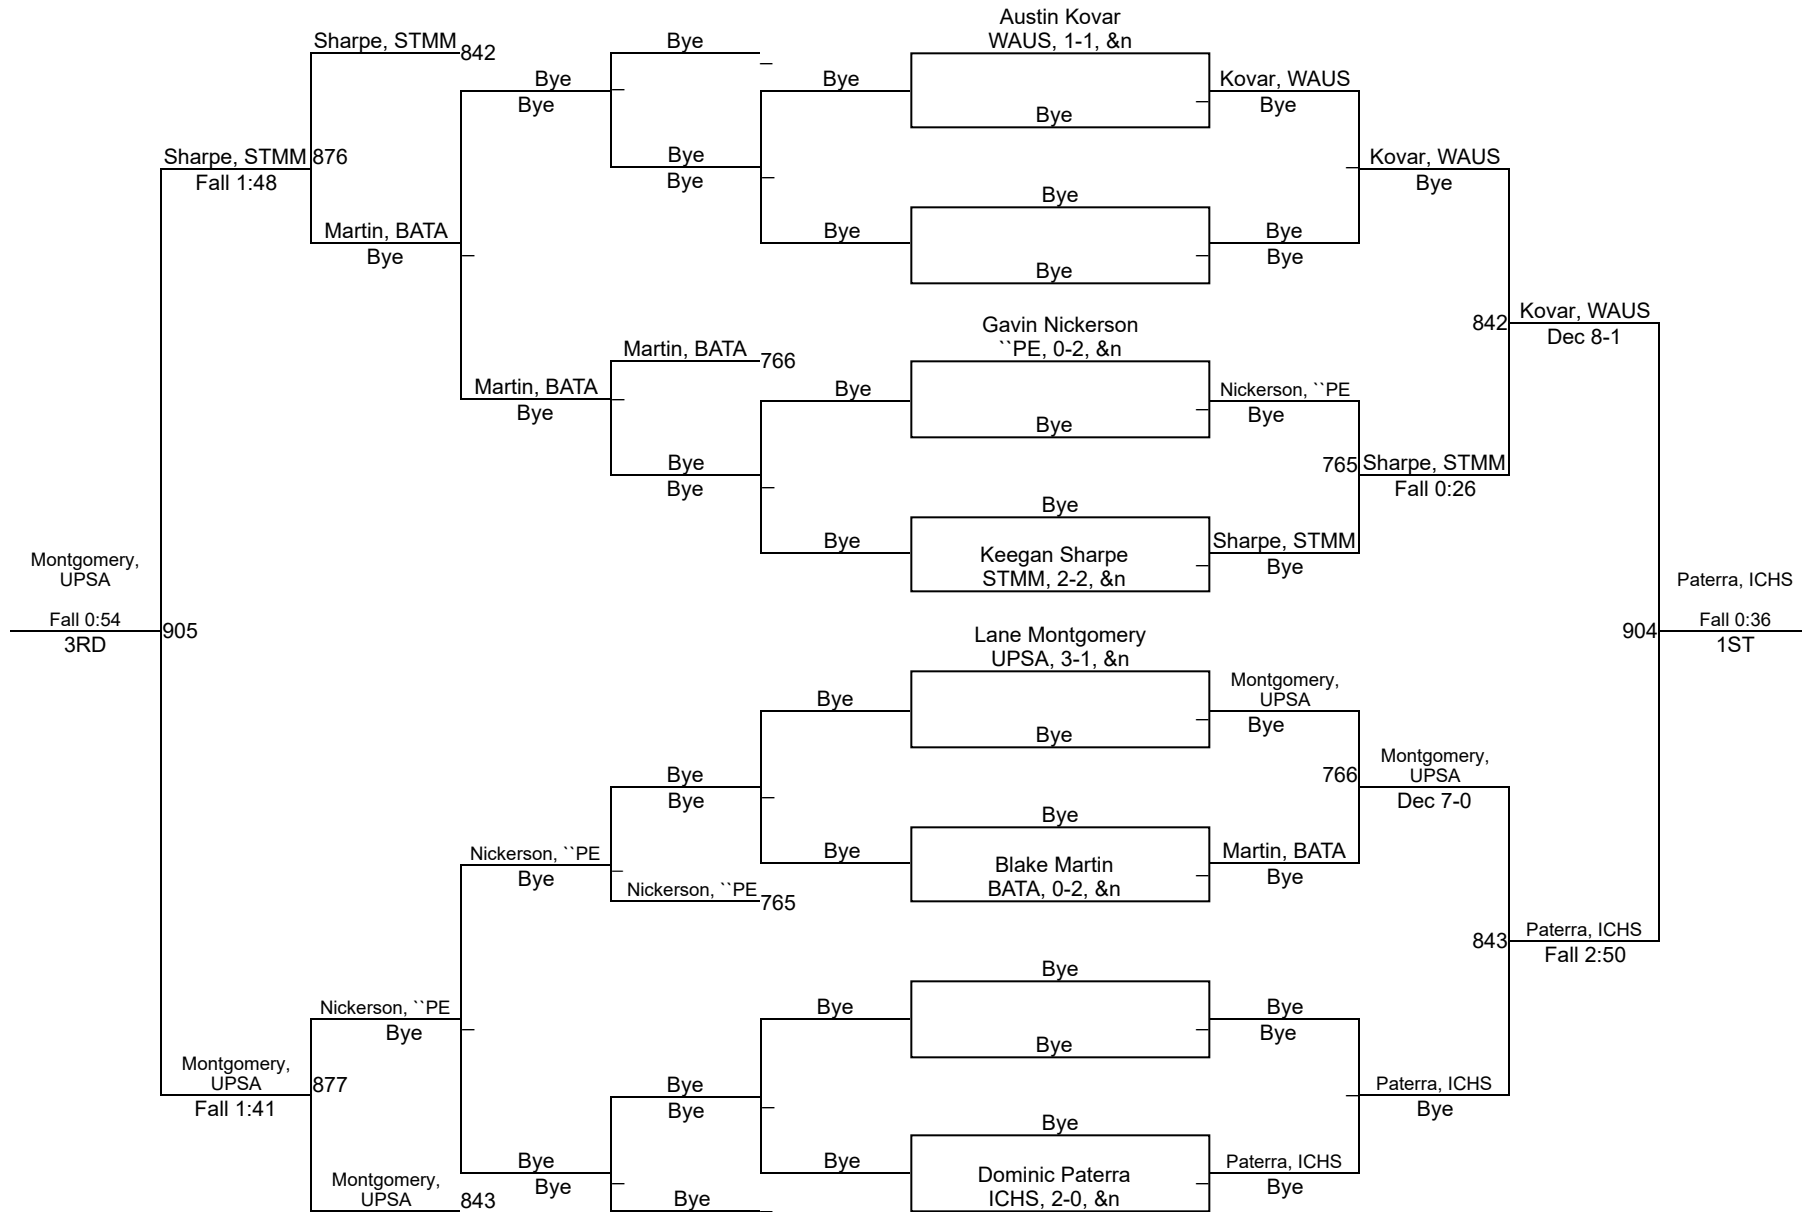 Austin Kovar
WAUS, 1-1, &n
Sharpe, STMM
842
Bye
Bye
Bye
Bye
Kovar, WAUS
Bye
Bye
Sharpe, STMM
876
Fall 1:48
Bye
Bye
Kovar, WAUS
Bye
Bye
Martin, BATA
Bye
Bye
Bye
Bye
Bye
842
Kovar, WAUS
Dec 8-1
Gavin Nickerson
``PE, 0-2, &n
Martin, BATA
766
Martin, BATA
Bye
Bye
Bye
Nickerson, ``PE
Bye
Bye
Bye
765
Sharpe, STMM
Fall 0:26
Bye
Bye
Keegan Sharpe
STMM, 2-2, &n
Sharpe, STMM
Bye
Montgomery,
UPSA
Fall 0:54
3RD
905
Paterra, ICHS
904
Fall 0:36
1ST
Lane Montgomery
UPSA, 3-1, &n
Bye
Bye
Montgomery,
UPSA
Bye
Bye
Bye
766
Montgomery,
UPSA
Dec 7-0
Bye
Bye
Blake Martin
BATA, 0-2, &n
Martin, BATA
Bye
Nickerson, ``PE
Bye
Nickerson, ``PE
765
843
Paterra, ICHS
Fall 2:50
Bye
Nickerson, ``PE
Bye
Bye
Bye
Bye
Bye
Montgomery,
UPSA
877
Fall 1:41
Bye
Bye
Paterra, ICHS
Bye
Bye
Montgomery,
UPSA
843
Bye
Bye
Bye
Bye
Dominic Paterra
ICHS, 2-0, &n
Paterra, ICHS
Bye